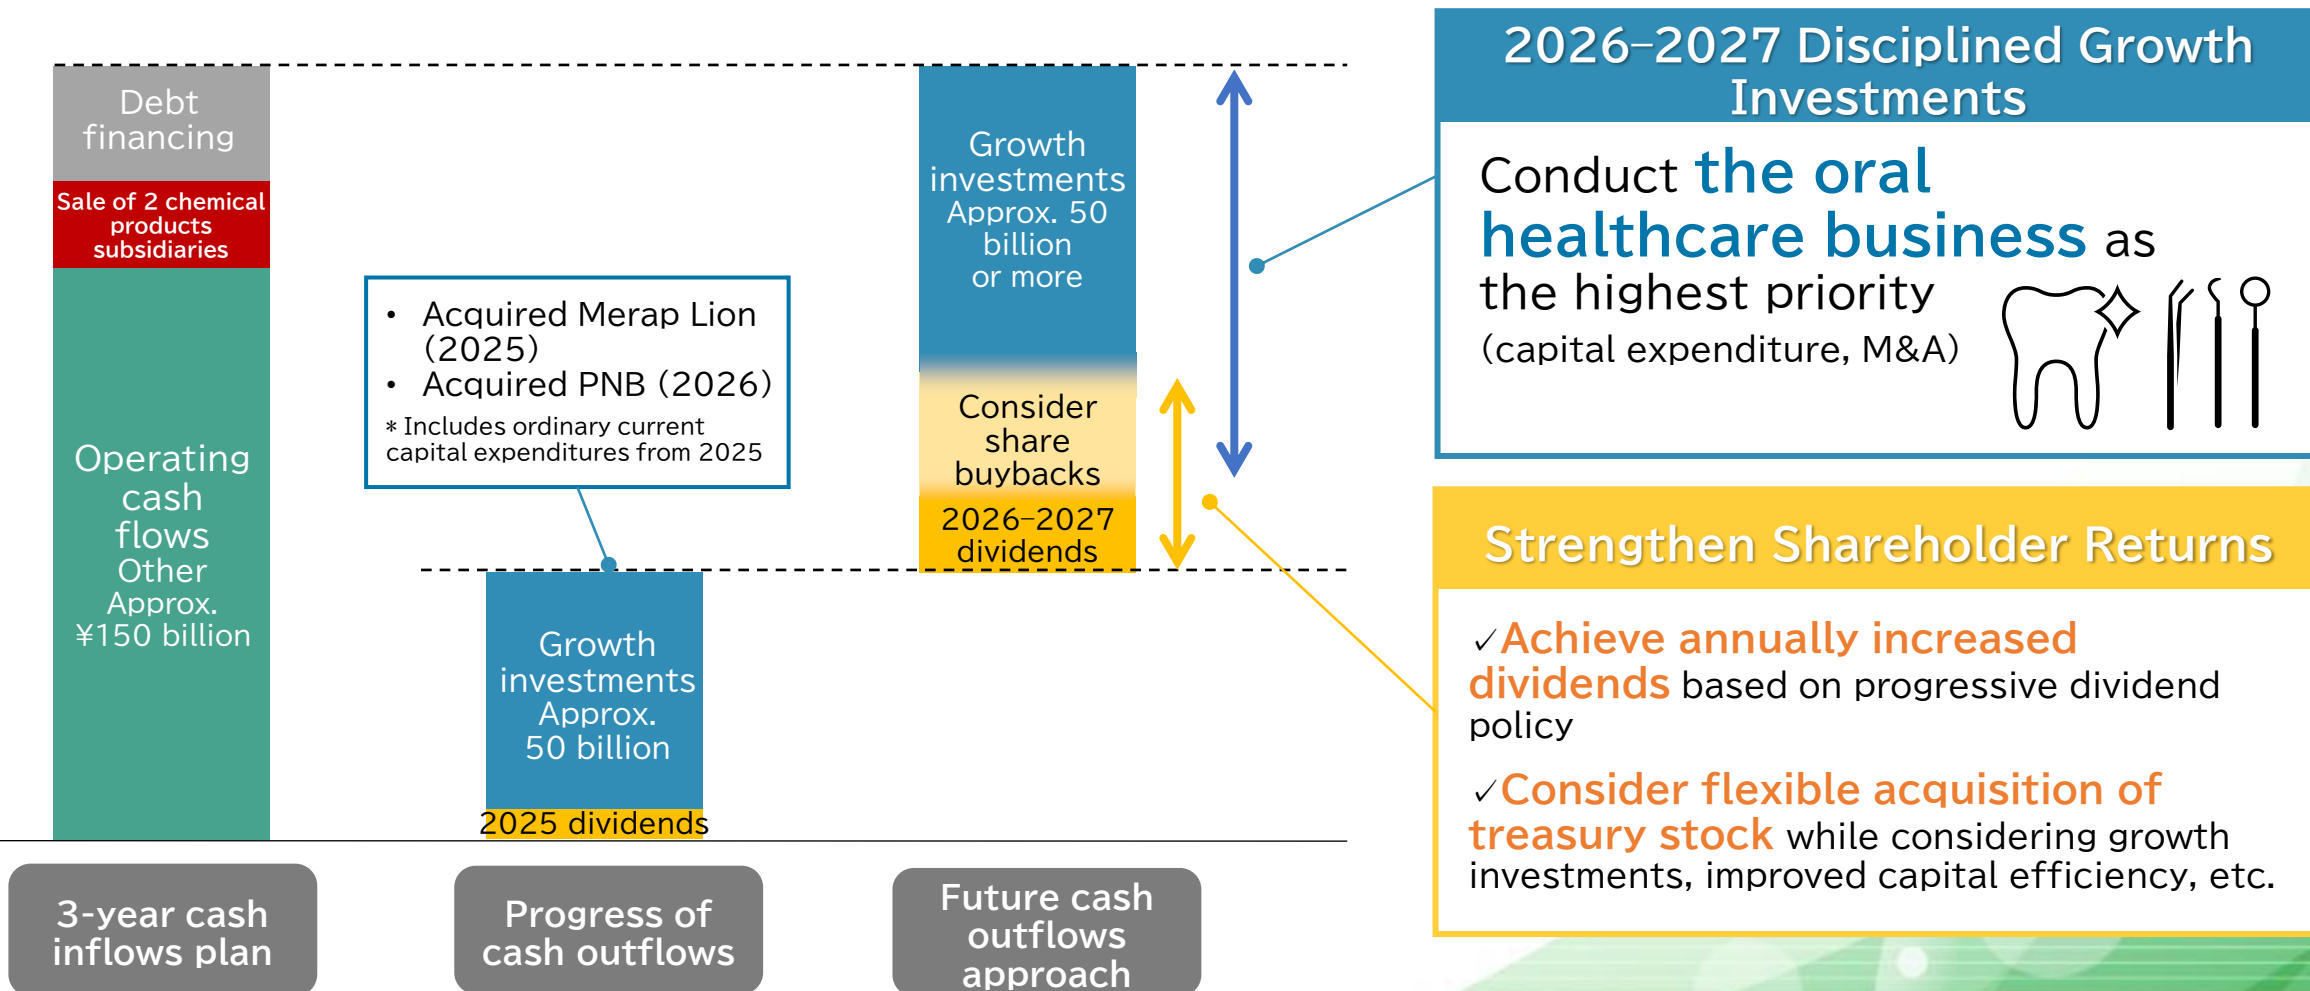 Debt
financing
Sale of 2 chemical
products
subsidiaries
Operating
cash
flows
Other
Approx.
¥150 billion
3-year cash
inflows plan
• Acquired Merap Lion
(2025)
• Acquired PNB (2026)
* Includes ordinary current
capital expenditures from 2025
Growth
investments
Approx.
50 billion
2025 dividends
Progress of
cash outflows
Growth
investments
Approx. 50
billion
or more
Consider
share
buybacks
2026–2027
dividends
Future cash
outflows
approach
2026–2027 Disciplined Growth
Investments
Conduct the oral
healthcare business as
the highest priority
(capital expenditure, M&A)
Strengthen Shareholder Returns
✓Achieve annually increased
dividends based on progressive dividend
policy
✓Consider flexible acquisition of
treasury stock while considering growth
investments, improved capital efficiency, etc.